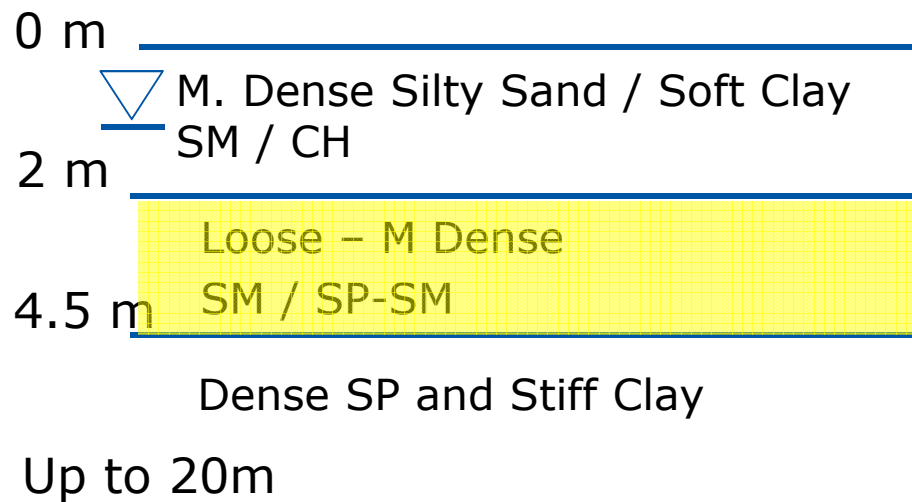 0 m
M. Dense Silty Sand / Soft Clay
SM / CH
2 m
Loose – M Dense
SM / SP-SM
4.5 m
Dense SP and Stiff Clay
Up to 20m